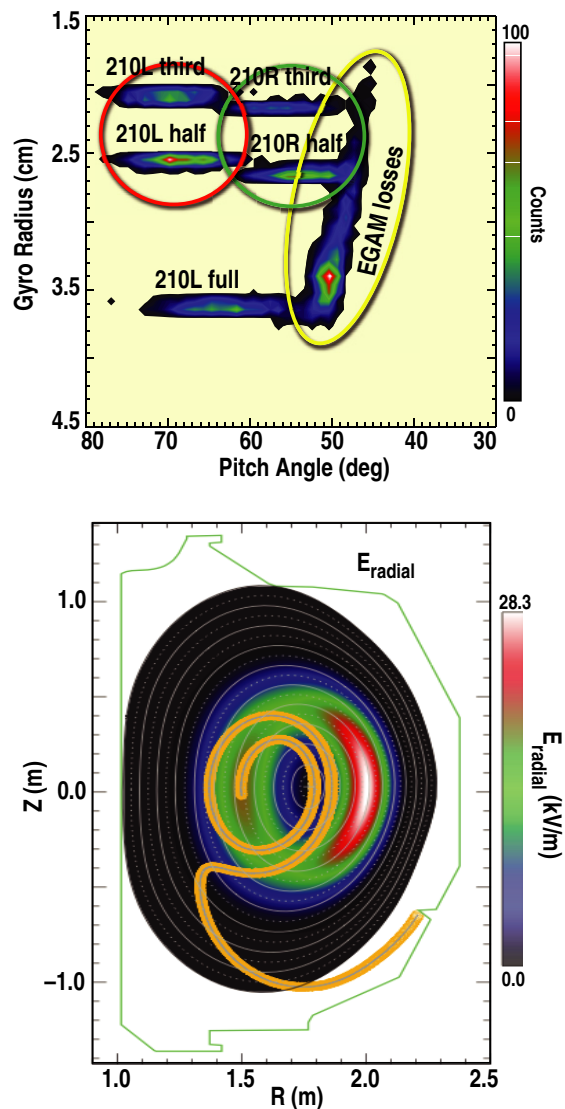 1.5
100
210L third
210R third
210L half
210R half
2.5
Gyro Radius (cm)
EGAM losses
Counts
210L full
3.5
4.5
0
80 70 60 50 40 30
Pitch Angle (deg)
E radial
28.3
1.0
Z (m)
0.0
E radial (kV/m)
0.0
−1.0
1.0 1.5 2.0 2.5
R (m)